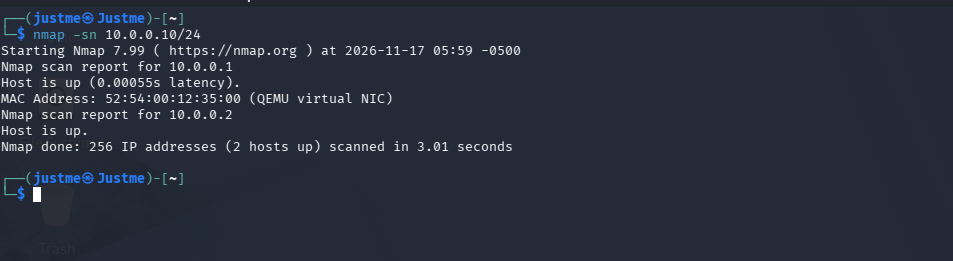 ┌──(justme㉿Justme)-[~]
└─$ nmap -sn 10.0.0.10/24
Starting Nmap 7.99 ( https://nmap.org ) at 2026-11-17 05:59 -0500
Nmap scan report for 10.0.0.1
Host is up (0.00055s latency).
MAC Address: 52:54:00:12:35:00 (QEMU virtual NIC)
Nmap scan report for 10.0.0.2
Host is up.
Nmap done: 256 IP addresses (2 hosts up) scanned in 3.01 seconds
┌──(justme㉿Justme)-[~]
└─$
Trash